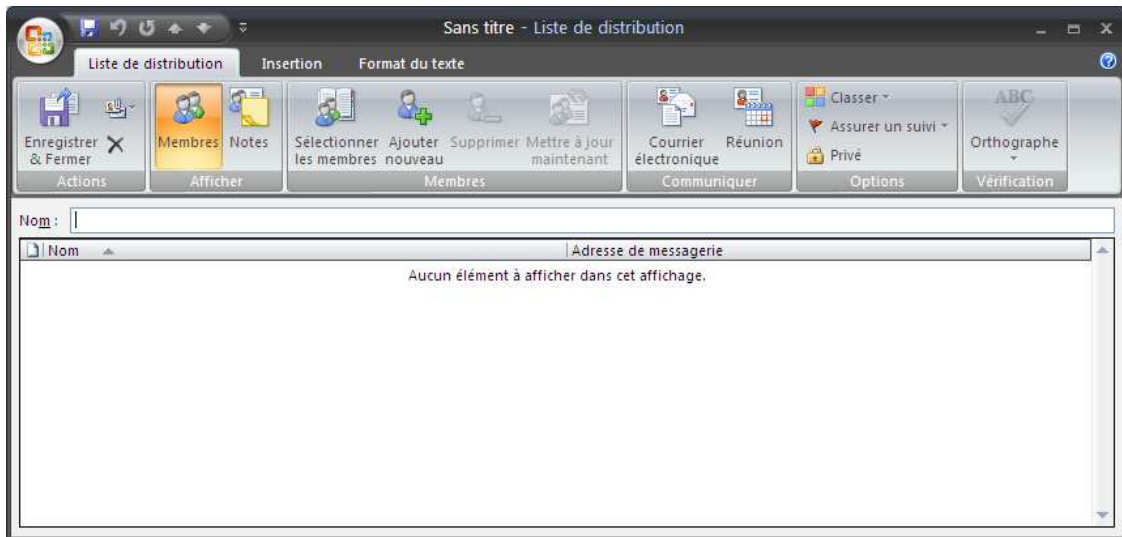 Sans titre - Liste de distribution
Liste de distribution Insertion Format du texte
Enregistrer & Fermer
Membres Notes
Sélectionner les membres
Ajouter nouveau
Supprimer
Mettre à jour maintenant
Courrier électronique
Réunion
Classer
Assurer un suivi
Privé
ABC
Orthographe
Actions Afficher Membres Communiquer Options Vérification
Nom :
Nom Adresse de messagerie
Aucun élément à afficher dans cet affichage.